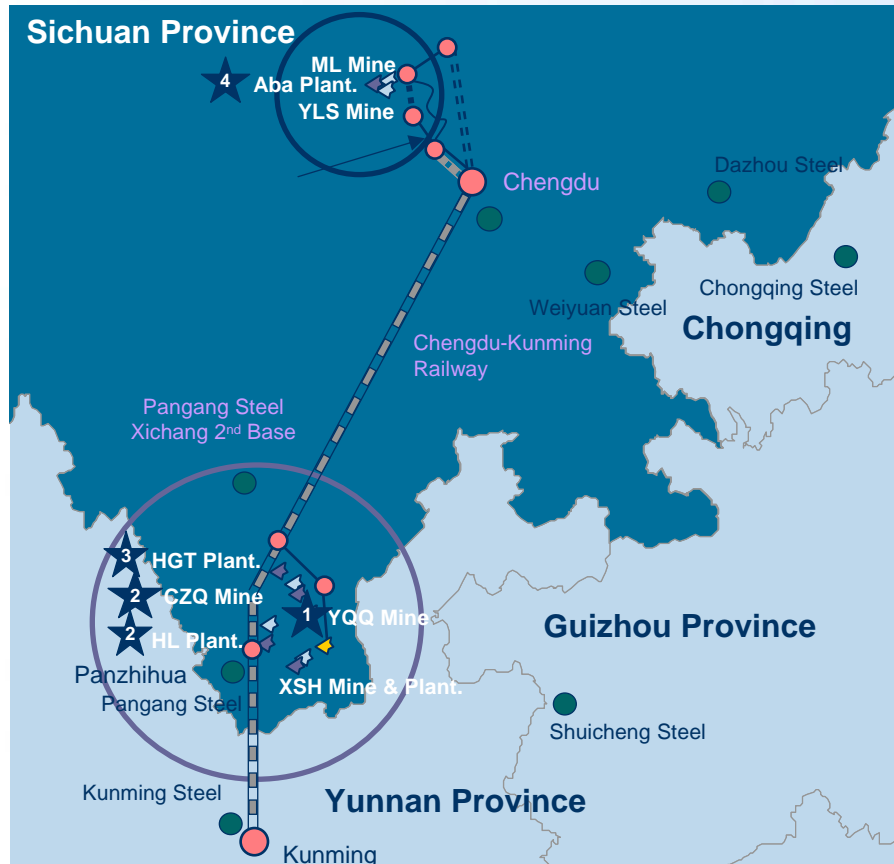 Sichuan Province
4
ML Mine
Aba Plant.
YLS Mine
Chengdu
Dazhou Steel
Weiyuan Steel
Chongqing Steel
Chongqing
Chengdu-Kunming
Railway
Pangang Steel
Xichang 2nd Base
3
HGT Plant.
2
CZQ Mine
1
YQQ Mine
2
HL Plant.
Guizhou Province
Panzhihua
Pangang Steel
XSH Mine & Plant.
Shuicheng Steel
Kunming Steel
Yunnan Province
Kunming